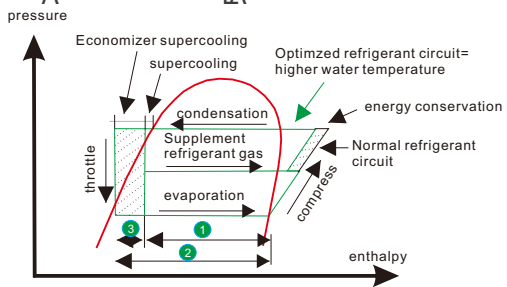 pressure
Economizer supercooling
supercooling
Optimzed refrigerant circuit=
higher water temperature
condensation
energy conservation
Supplement
refrigerant gas
Normal refrigerant
circuit
throttle
compress
evaporation
3
1
2
enthalpy